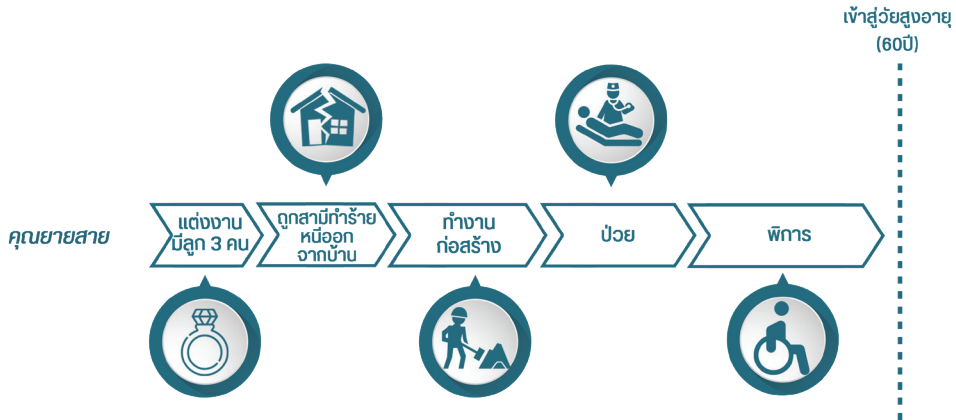 เข้าสู่วัยสูงอายุ
(60ปี)
คุณยายสาย
แต่งงาน
มีลูก 3 คน
ถูกสามีทำร้าย
หนีออก
จากบ้าน
ทำงาน
ก่อสร้าง
ป่วย
พิการ